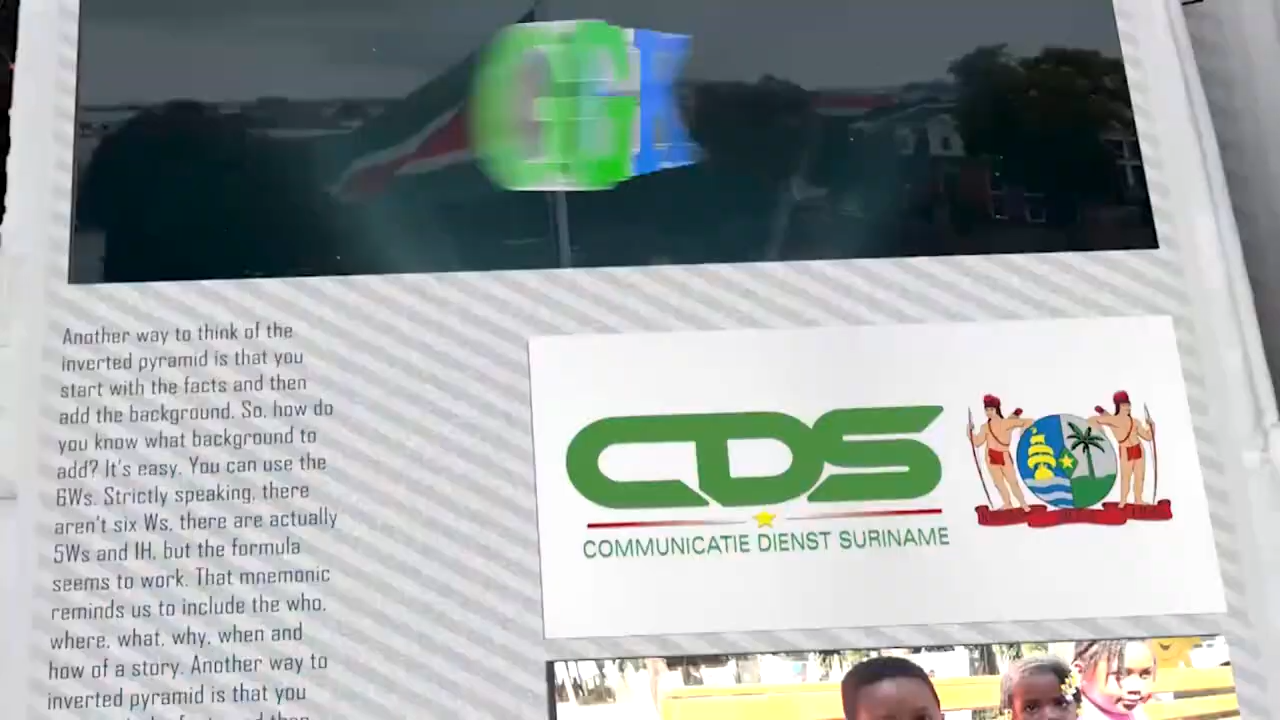 Another way to think of the
inverted pyramid is that you
start with the facts and then
add the background. So, how do
you know what background to
add? It's easy. You can use the
6Ws. Strictly speaking, there
aren't six Ws, there are actually
5Ws and 1H, but the formula
seems to work. That mnemonic
reminds us to include the who,
where, what, why, when and
how of a story. Another way to
inverted pyramid is that you
CDS
COMMUNICATIE DIENST SURINAME